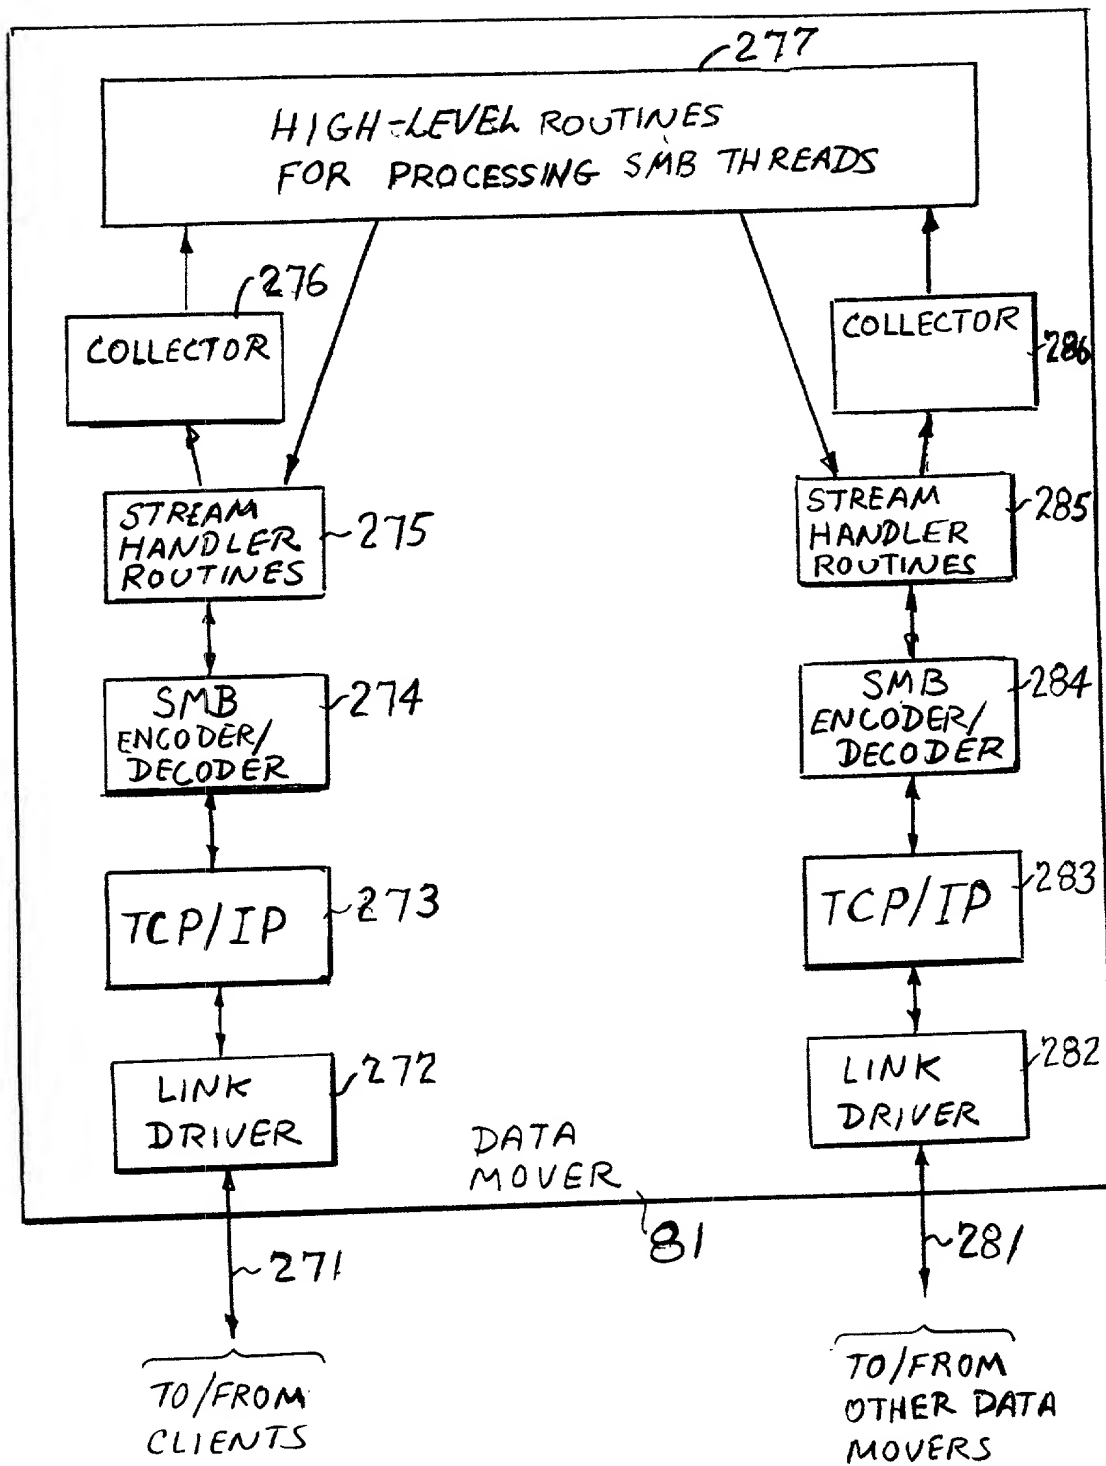 277
HIGH-LEVEL ROUTINES
FOR PROCESSING SMB THREADS
276
COLLECTOR
COLLECTOR
286
STREAM
HANDLER
ROUTINES
275
STREAM
HANDLER
ROUTINES
285
SMB
ENCODER/
DECODER
274
SMB
ENCODER/
DECODER
284
TCP/IP
273
TCP/IP
283
LINK
DRIVER
272
LINK
DRIVER
282
DATA
MOVER
81
271
281
TO/FROM
CLIENTS
TO/FROM
OTHER DATA
MOVERS